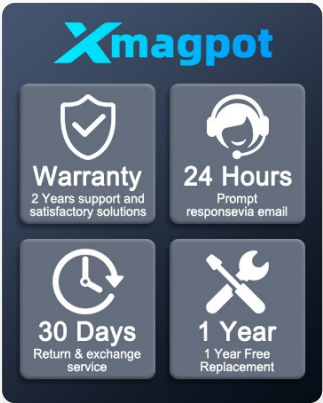 Xmagpot
Warranty
2 Years support and
satisfactory solutions
24 Hours
Prompt
responsevia email
30 Days
Return & exchange
service
1 Year
1 Year Free
Replacement